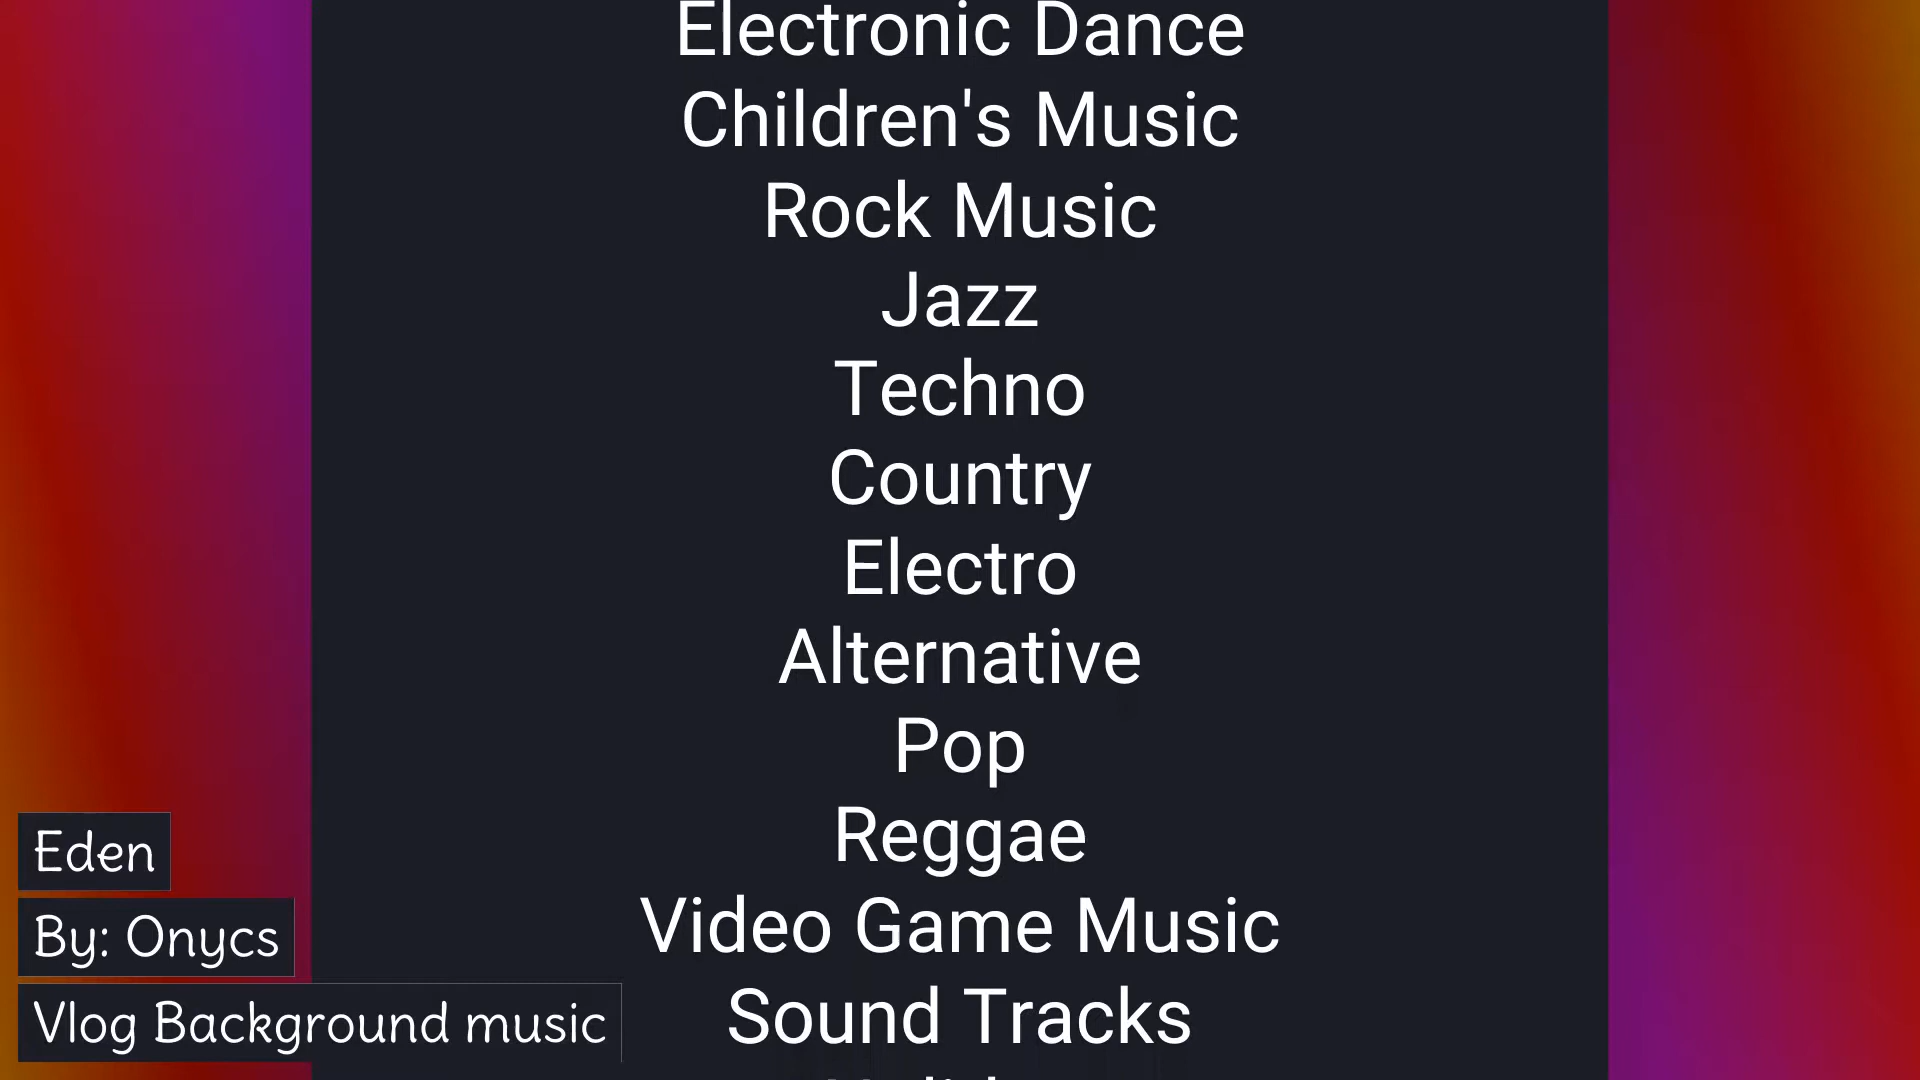 Electronic Dance
Children's Music
Rock Music
Jazz
Techno
Country
Electro
Alternative
Pop
Reggae
Video Game Music
Sound Tracks
Eden
By: Onycs
Vlog Background music